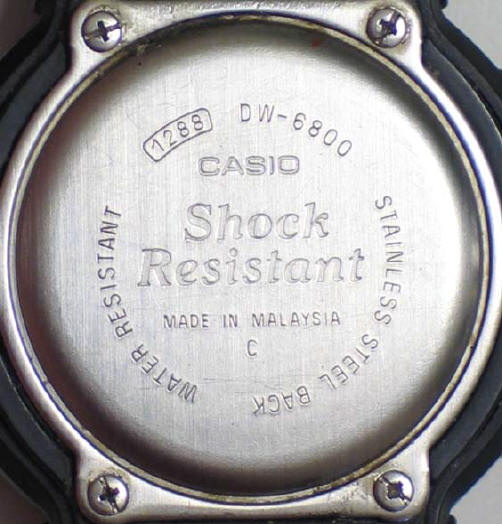 1288 DW-6800
CASIO
Shock
Resistant
MADE IN MALAYSIA
C
WATER RESISTANT
STAINLESS STEEL BACK